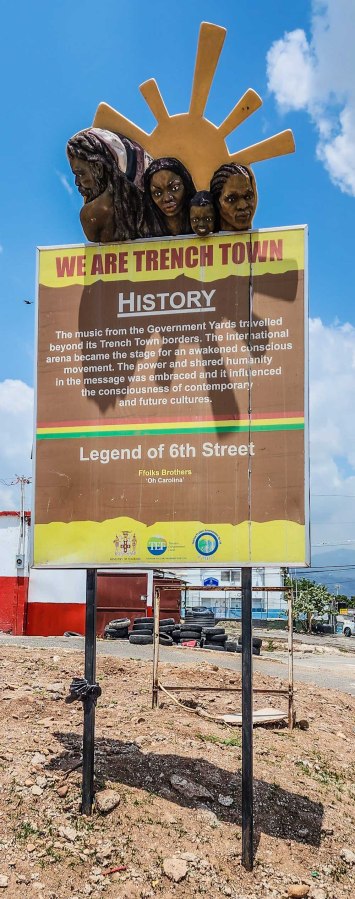 WE ARE TRENCH TOWN
HISTORY
The music from the Government Yards travelled
beyond its Trench Town borders. The international
arena became the stage for an awakened conscious
movement. The power and shared humanity
in the message was embraced and it influenced
the consciousness of contemporary
and future cultures.
Legend of 6th Street
Ffolks Brothers
'Oh Carolina'
TEF